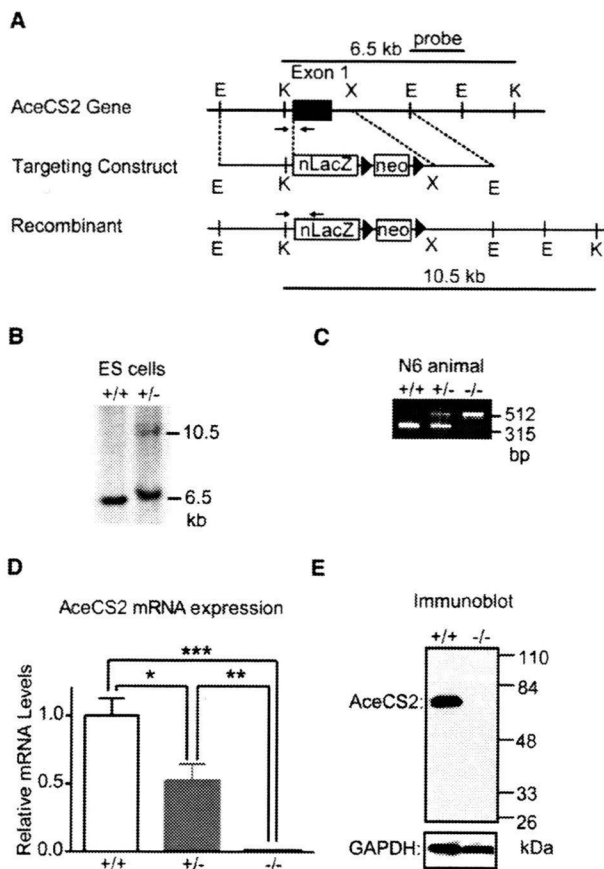 A
6.5 kb probe
Exon 1
E K X E E K
AceCS2 Gene
Targeting Construct nLacZ neo
E K X E
Recombinant nLacZ neo
E K X E E K
10.5 kb
B
ES cells
+/+ +/-
10.5
6.5
kb
C
N6 animal
+/+ +/- -/-
512
315
bp
D
AceCS2 mRNA expression
***
* **
Relative mRNA Levels
1.0
0.5
0.0
+/+ +/- -/-
E
Immunoblot
+/+ -/-
110
AceCS2: 84
48
33
26
GAPDH: kDa